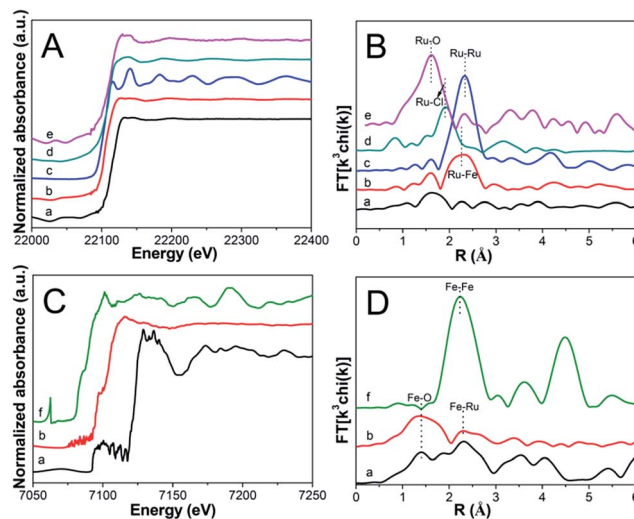 A
Normalized absorbance (a.u.)
e
d
c
b
a
22000 22100 22200 22300 22400
Energy (eV)
B
FT[k³chi(k)]
Ru-O
Ru-Ru
Ru-Cl
Ru-Fe
e
d
c
b
a
0 1 2 3 4 5 6
R (Å)
C
Normalized absorbance (a.u.)
f
b
a
7050 7100 7150 7200 7250
Energy (eV)
D
FT[k³chi(k)]
Fe-Fe
Fe-O
Fe-Ru
f
b
a
0 1 2 3 4 5 6
R (Å)